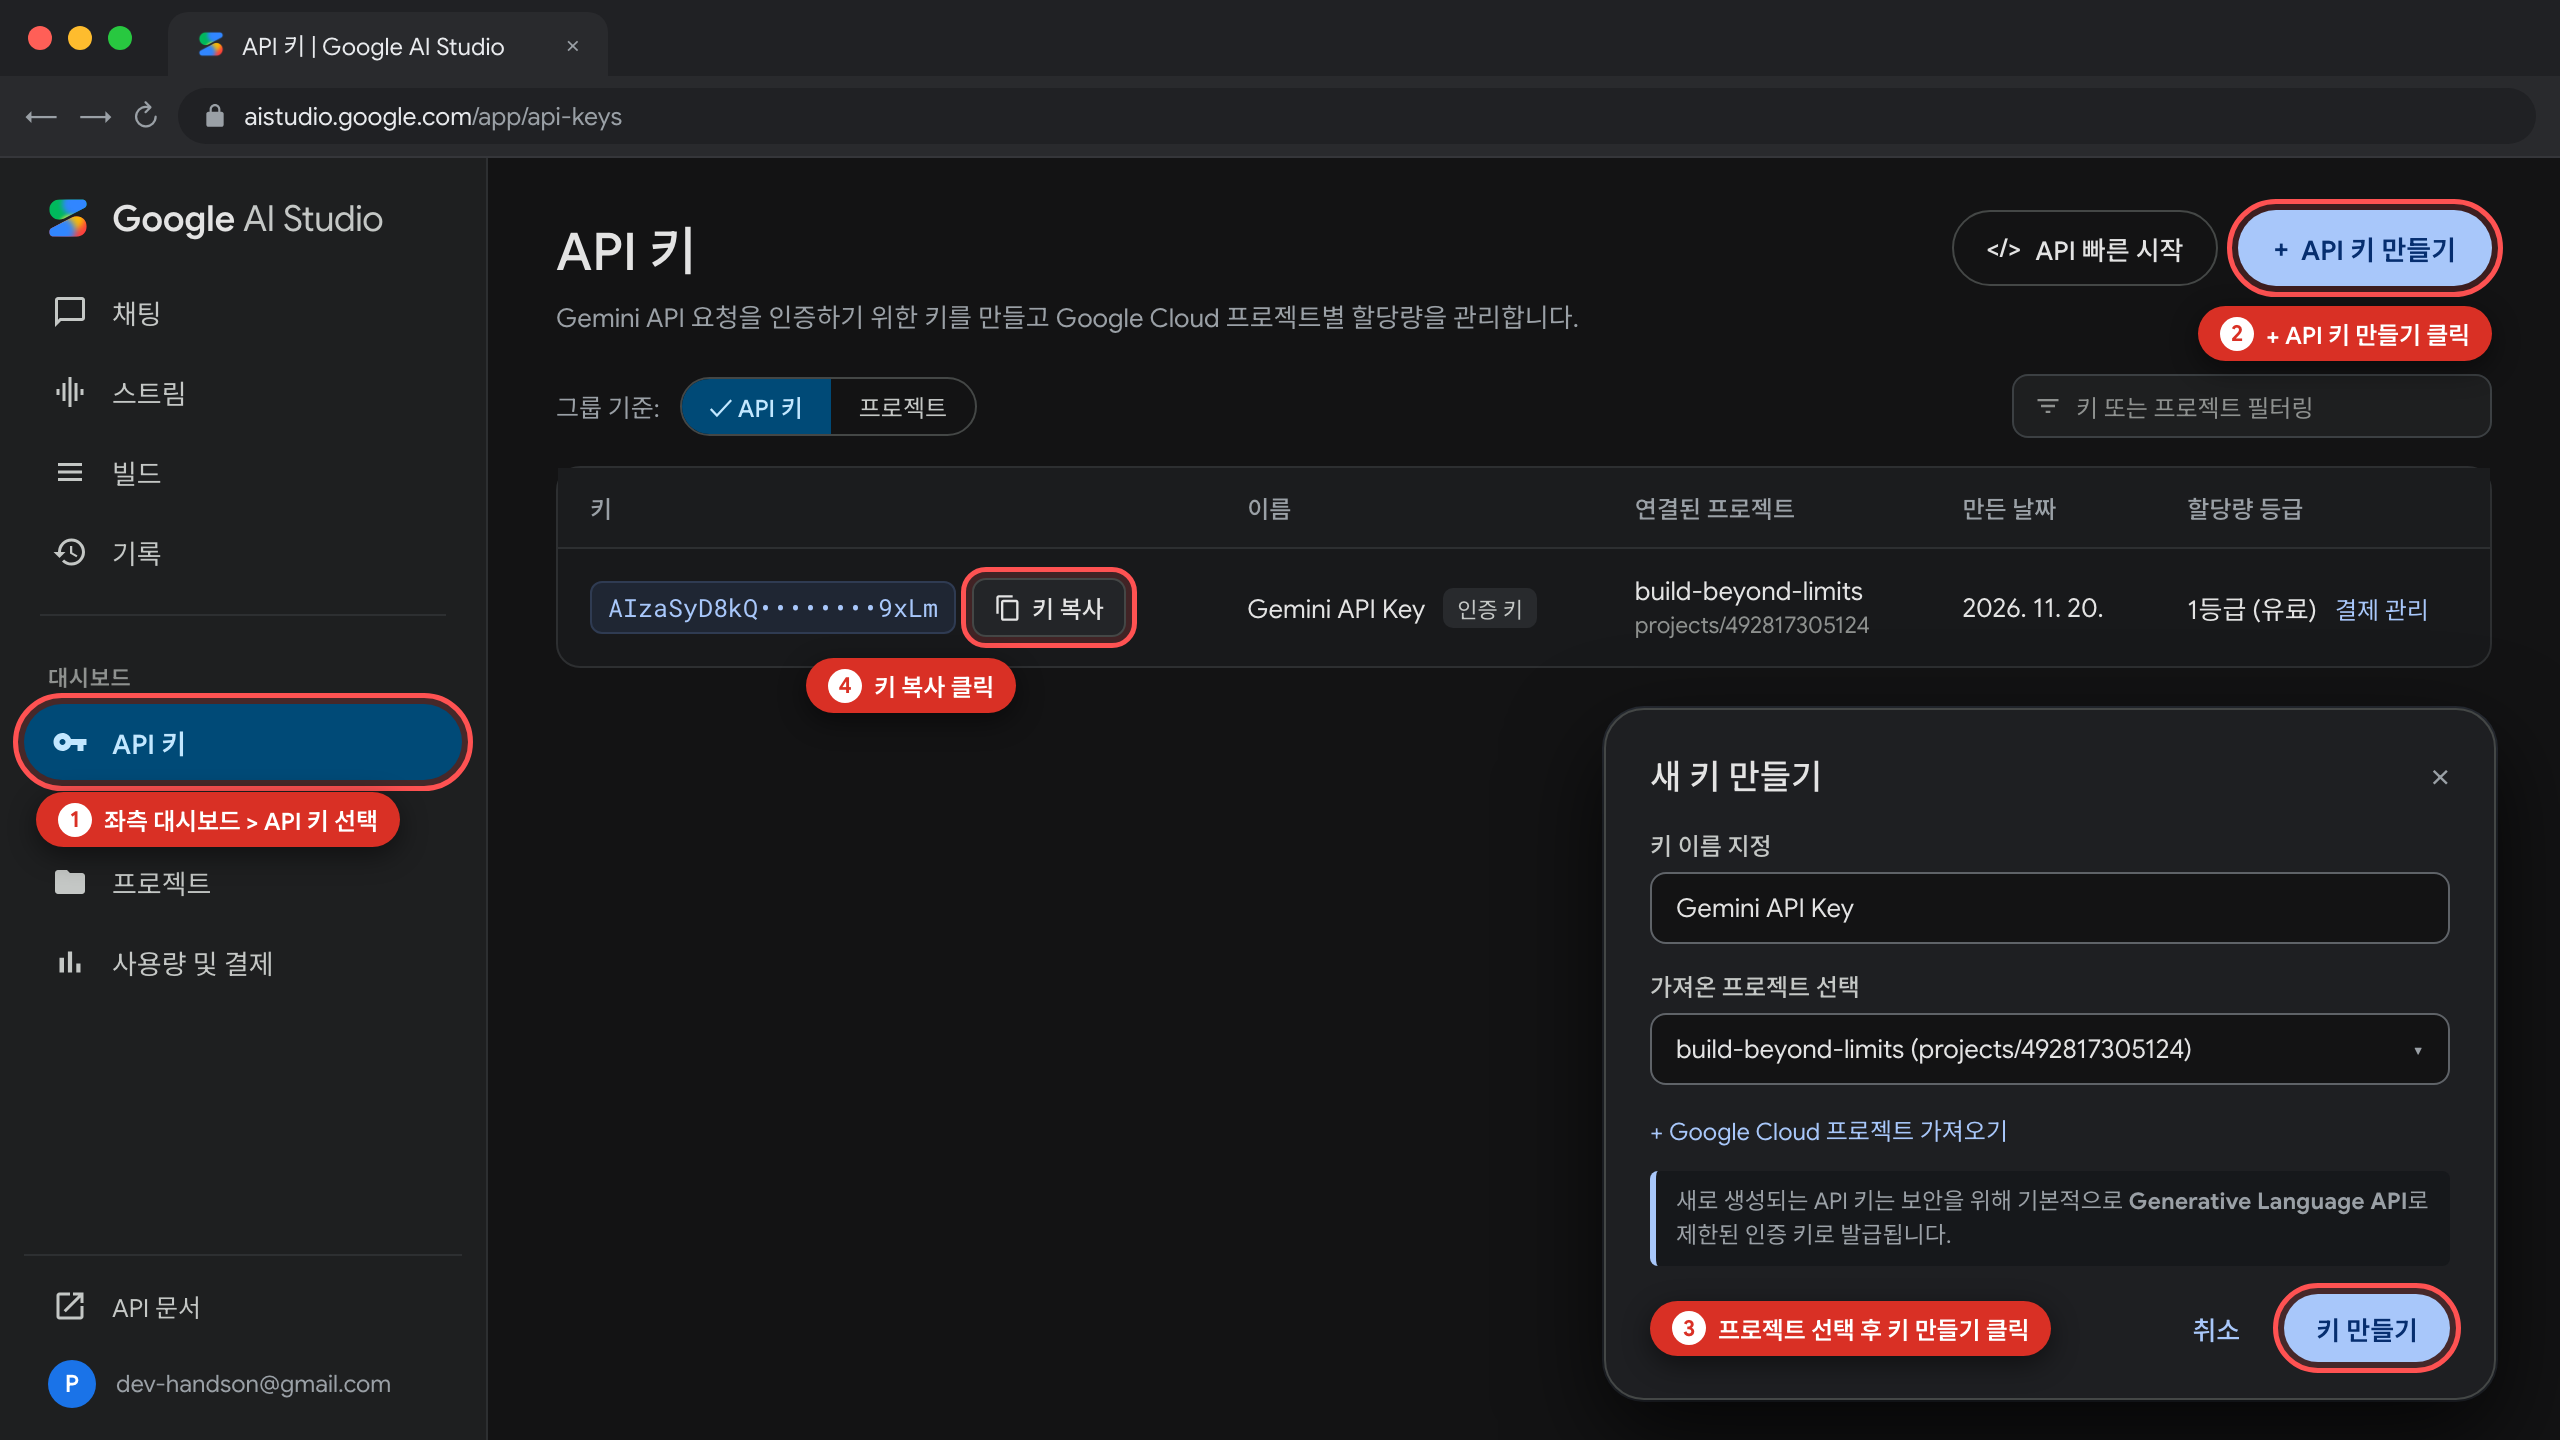 API 키 | Google AI Studio
aistudio.google.com/app/api-keys
Google AI Studio
채팅
스트림
빌드
기록
대시보드
API 키
1 좌측 대시보드 > API 키 선택
프로젝트
사용량 및 결제
API 문서
P dev-handson@gmail.com
API 키
</> API 빠른 시작
+ API 키 만들기
Gemini API 요청을 인증하기 위한 키를 만들고 Google Cloud 프로젝트별 할당량을 관리합니다.
2 + API 키 만들기 클릭
그룹 기준: API 키 프로젝트
키 또는 프로젝트 필터링
키 이름 연결된 프로젝트 만든 날짜 할당량 등급
AIzaSyD8kQ••••••••9xLm 키 복사 Gemini API Key 인증 키 build-beyond-limits 2026. 11. 20. 1등급 (유료) 결제 관리
projects/492817305124
4 키 복사 클릭
새 키 만들기
키 이름 지정
Gemini API Key
가져온 프로젝트 선택
build-beyond-limits (projects/492817305124)
+ Google Cloud 프로젝트 가져오기
새로 생성되는 API 키는 보안을 위해 기본적으로 Generative Language API로
제한된 인증 키로 발급됩니다.
3 프로젝트 선택 후 키 만들기 클릭
취소
키 만들기